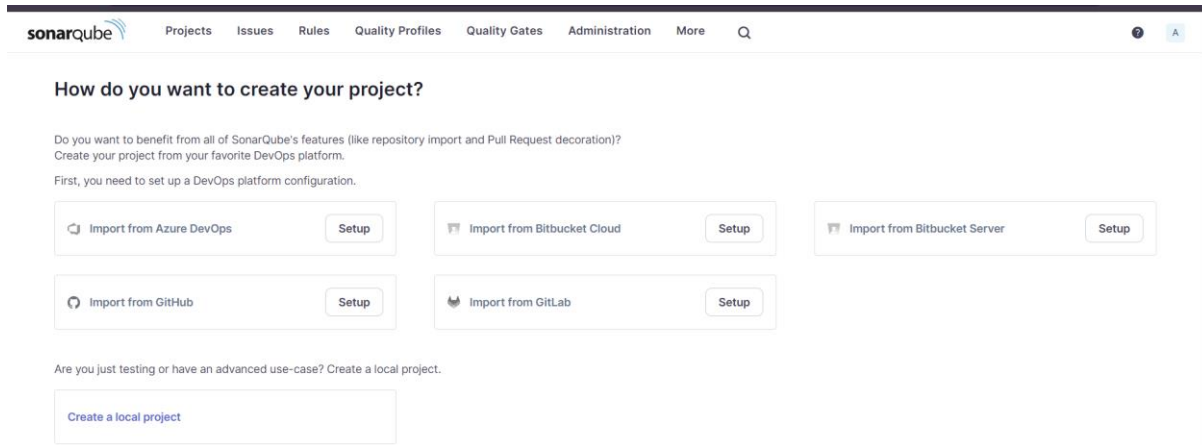 sonarqube Projects Issues Rules Quality Profiles Quality Gates Administration More A
How do you want to create your project?
Do you want to benefit from all of SonarQube's features (like repository import and Pull Request decoration)?
Create your project from your favorite DevOps platform.
First, you need to set up a DevOps platform configuration.
Import from Azure DevOps Setup Import from Bitbucket Cloud Setup Import from Bitbucket Server Setup
Import from GitHub Setup Import from GitLab Setup
Are you just testing or have an advanced use-case? Create a local project.
Create a local project